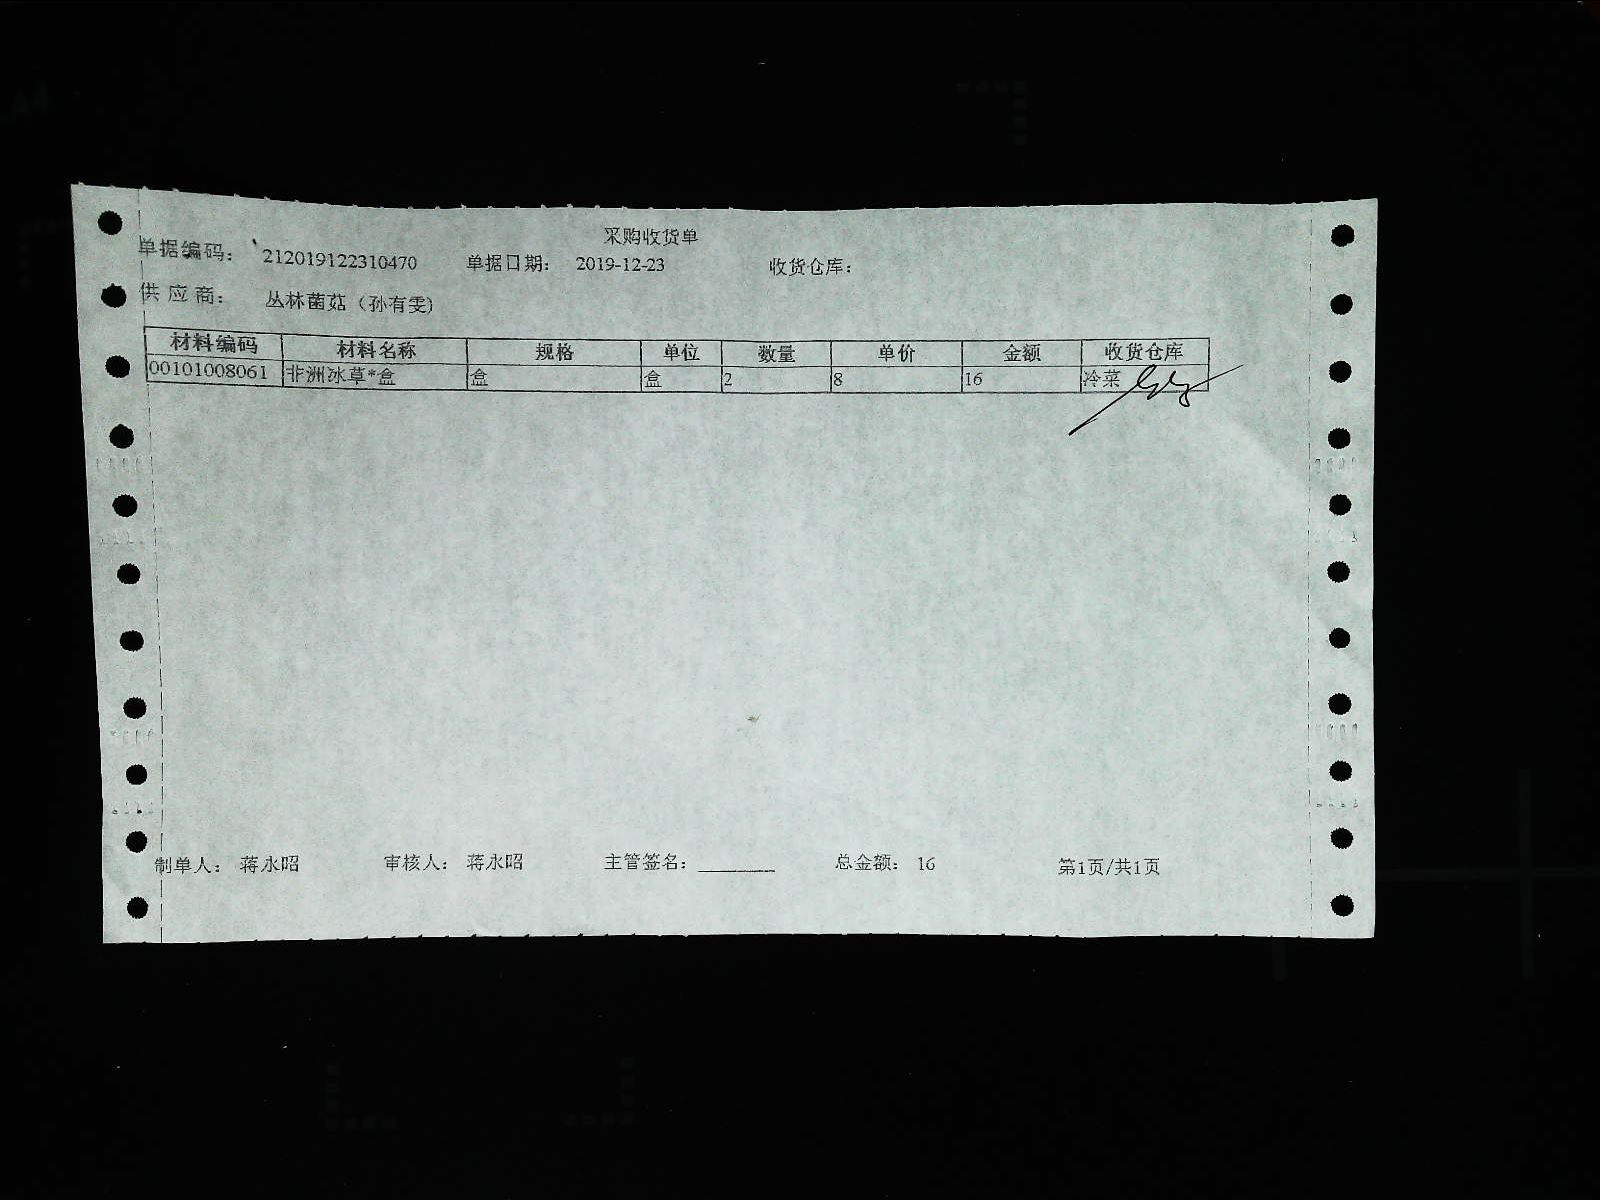 采购收货单
单据编码： 212019122310470 单据日期： 2019-12-23 收货仓库：
供应商： 丛林菌菇（孙有雯）
材料编码 材料名称 规格 单位 数量 单价 金额 收货仓库
00101008061 非洲冰草*盒 盒 盒 2 8 16 冷菜
制单人： 蒋永昭 审核人： 蒋永昭 主管签名： 总金额： 16 第1页/共1页